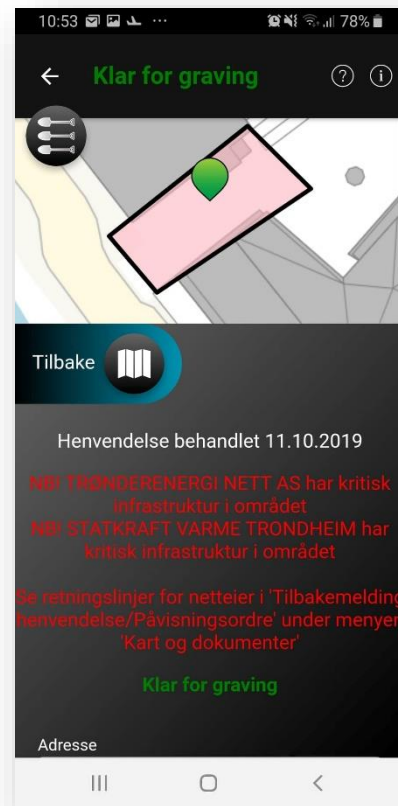 10:53 ... 78%
Klar for graving
Tilbake
Henvendelse behandlet 11.10.2019
NB! TRØNDERENERGI NETT AS har kritisk
infrastruktur i området
NB! STATKRAFT VARME TRONDHEIM har
kritisk infrastruktur i området
Se retningslinjer for netteier i 'Tilbakemelding
henvendelse/Påvisningsordre' under menyen
'Kart og dokumenter'
Klar for graving
Adresse